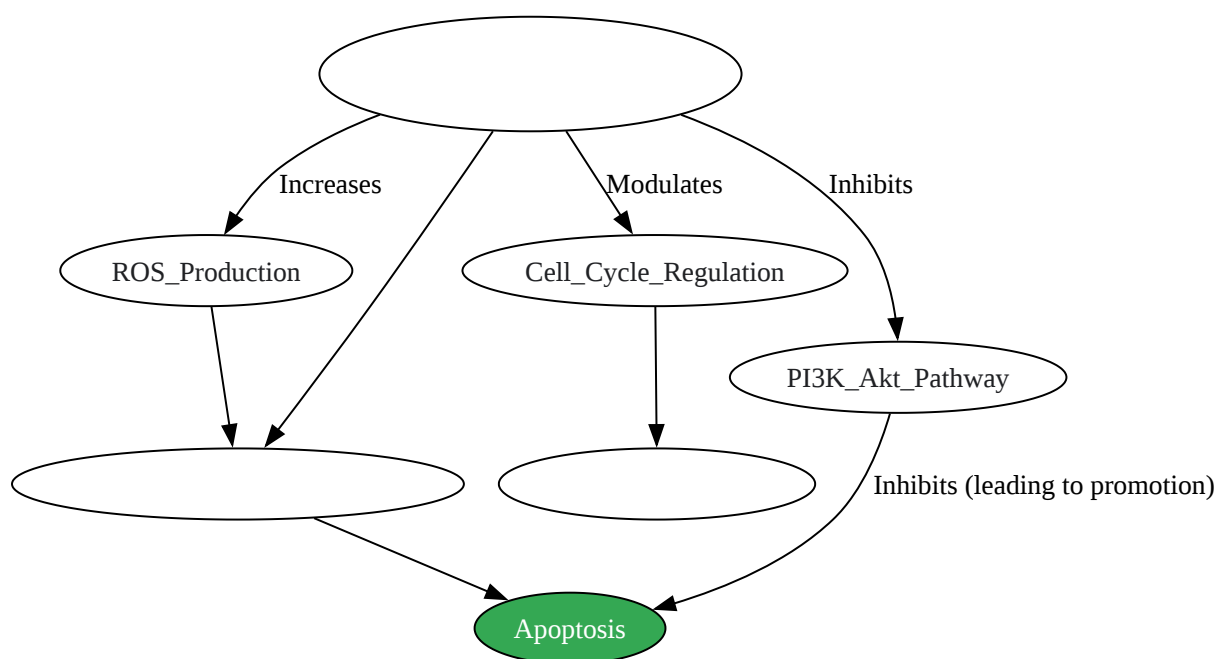 Increases
Modulates
Inhibits
ROS_Production
Cell_Cycle_Regulation
PI3K_Akt_Pathway
Inhibits (leading to promotion)
Apoptosis